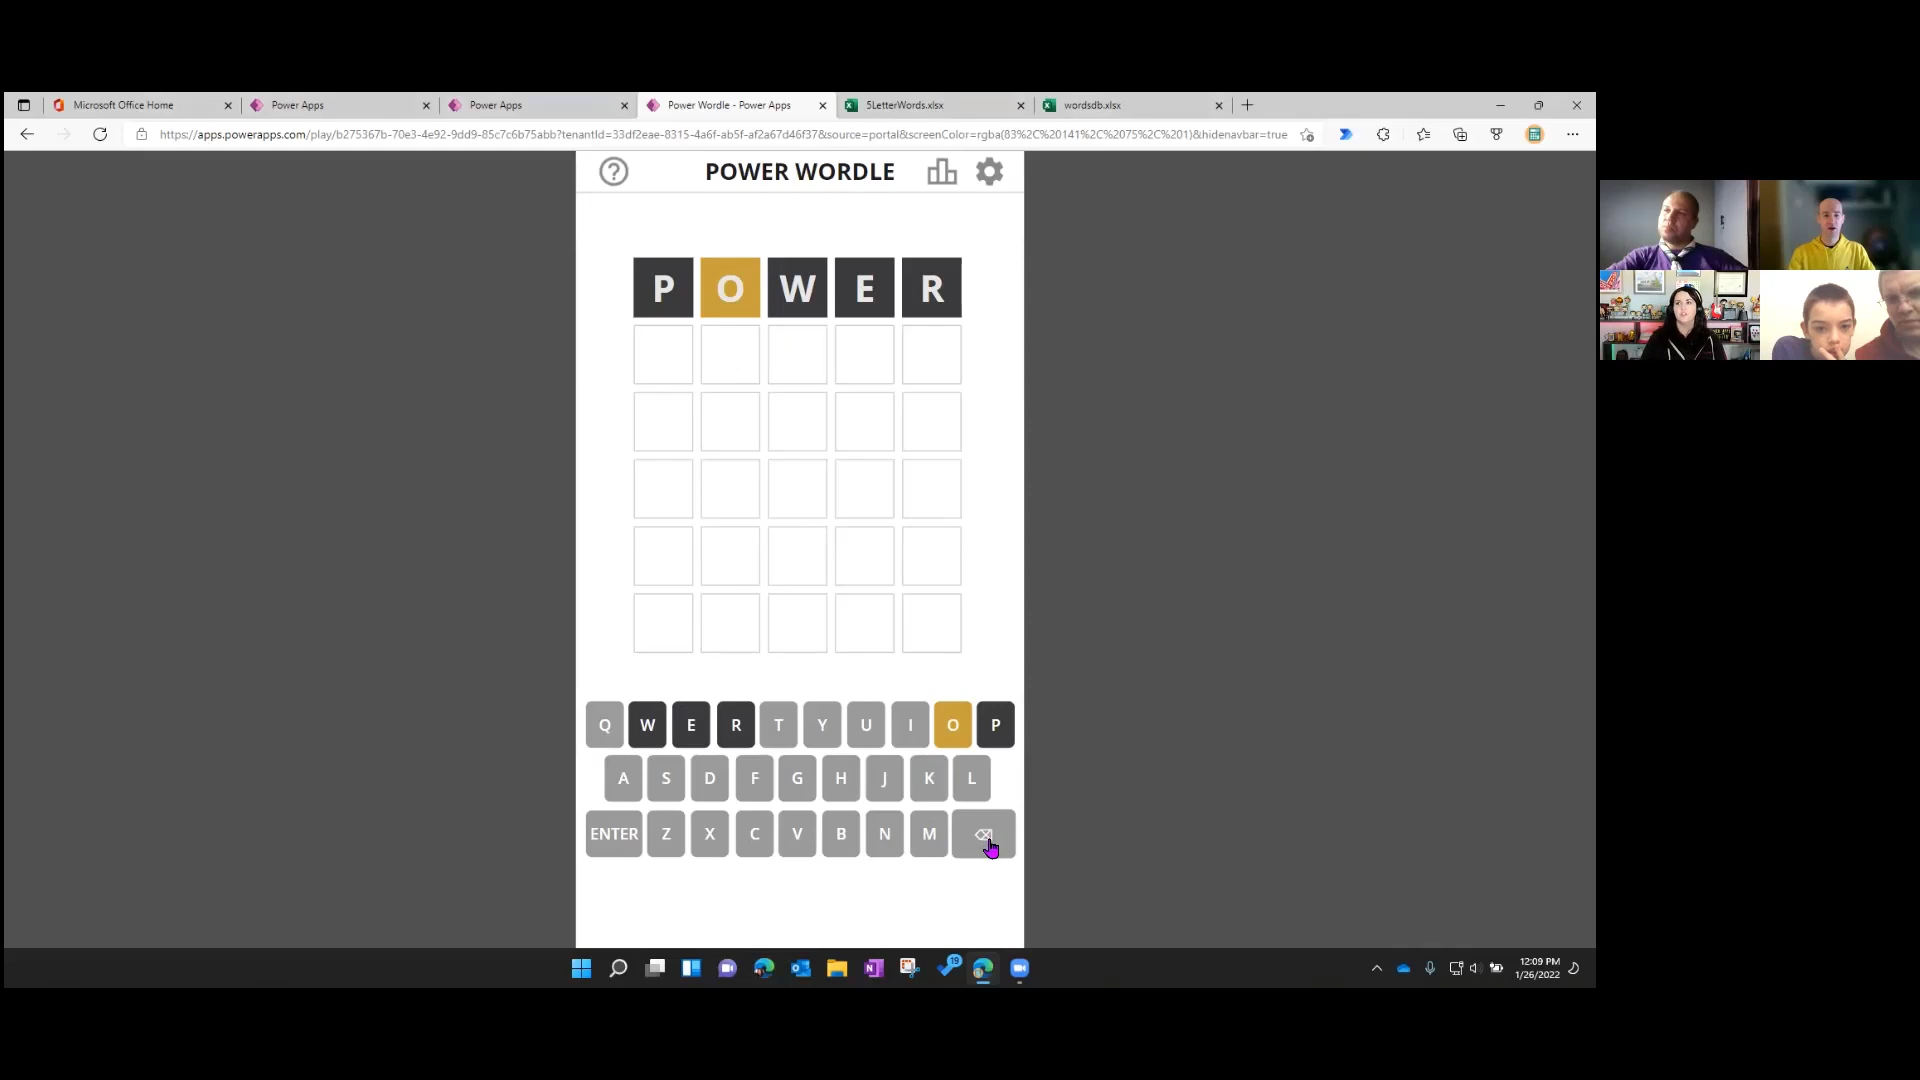 Microsoft Office Home
Power Apps
Power Apps
Power Wordle - Power Apps
5LetterWords.xlsx
wordsdb.xlsx
https://apps.powerapps.com/play/b275367b-70e3-4e92-9dd9-85c7c6b75abb?tenantId=33df2eae-8315-4a6f-ab5f-af2a67d46f37&source=portal&screenColor=rgba(83%2C%20141%2C%2075%2C%201)&hidenavbar=true
POWER WORDLE
P O W E R
Q W E R T Y U I O P
A S D F G H J K L
ENTER Z X C V B N M
19
12:09 PM
1/26/2022